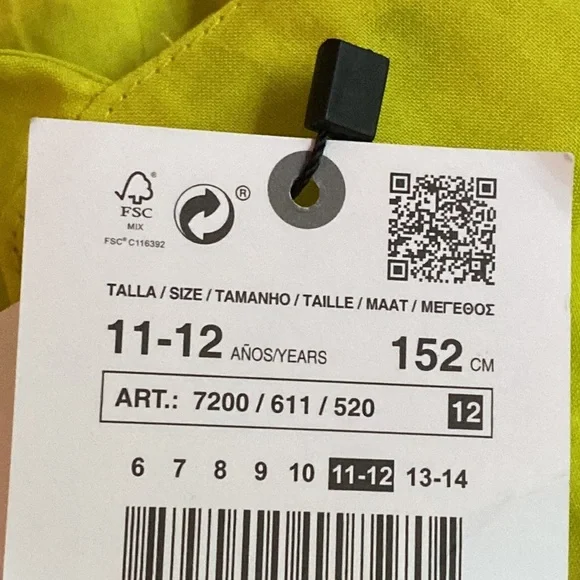 FSC
MIX
FSC® C116392
®
TALLA / SIZE / TAMANHO / TAILLE / MAAT / ΜΕΓΕΘΟΣ
11-12 AÑOS/YEARS 152 CM
ART.: 7200 / 611 / 520 12
6 7 8 9 10 11-12 13-14